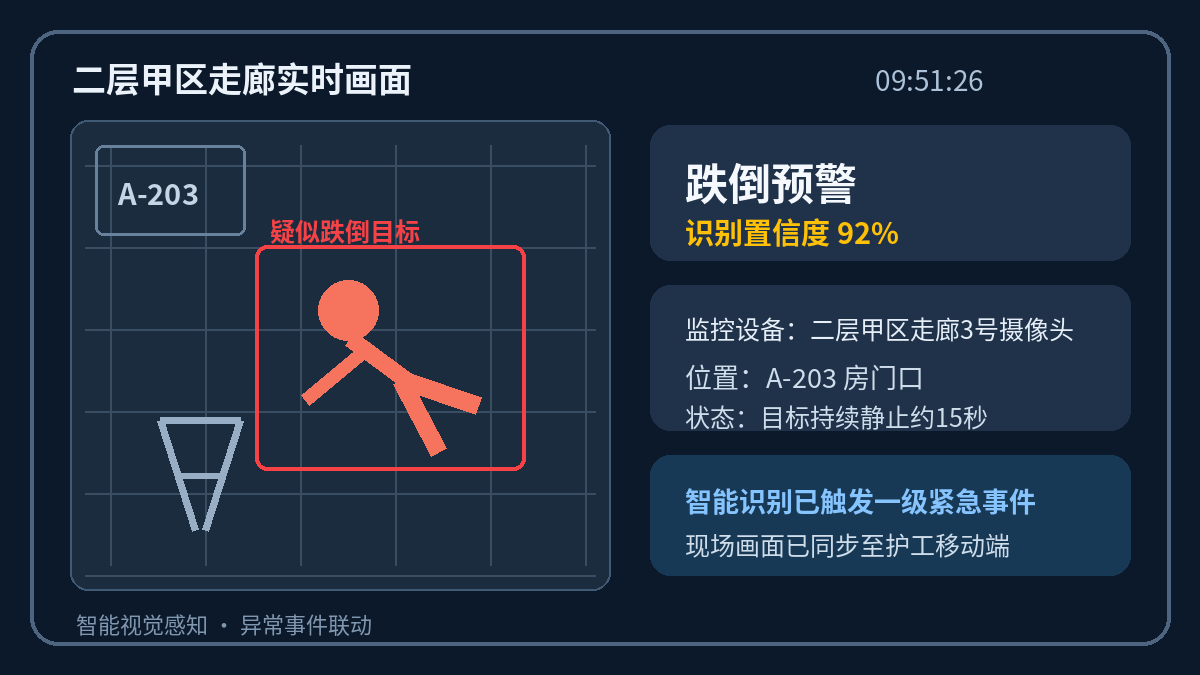 二层甲区走廊实时画面
09:51:26
A-203
疑似跌倒目标
跌倒预警
识别置信度 92%
监控设备：二层甲区走廊3号摄像头
位置：A-203 房门口
状态：目标持续静止约15秒
智能识别已触发一级紧急事件
现场画面已同步至护工移动端
智能视觉感知 · 异常事件联动